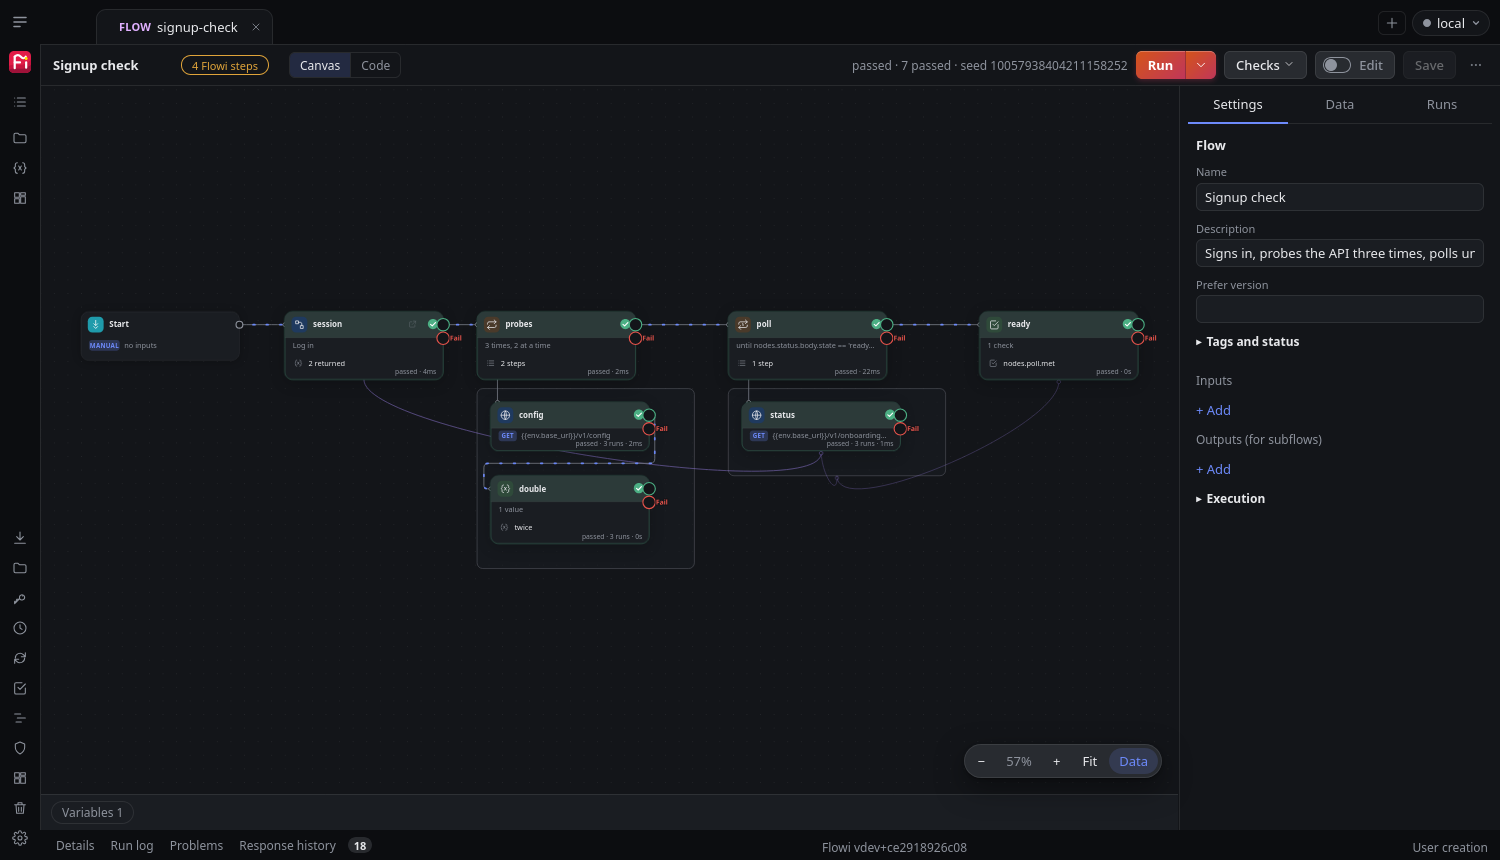 FLOW signup-check
local
Signup check
4 Flowi steps
Canvas Code
passed · 7 passed · seed 10057938404211158252
Run
Checks
Edit
Save
Settings Data Runs
Flow
Name
Signup check
Description
Signs in, probes the API three times, polls ur
Prefer version
Tags and status
Inputs
+ Add
Outputs (for subflows)
+ Add
Execution
Start
MANUAL no inputs
session
Fail
Log in
2 returned
passed · 4ms
probes
Fail
3 times, 2 at a time
2 steps
passed · 2ms
poll
Fail
until nodes.status.body.state == 'ready...
1 step
passed · 22ms
ready
Fail
1 check
nodes.poll.met
passed · 0s
config
Fail
GET {{env.base_url}}/v1/config
passed · 3 runs · 2ms
double
Fail
1 value
twice
passed · 3 runs · 0s
status
Fail
GET {{env.base_url}}/v1/onboarding...
passed · 3 runs · 1ms
− 57% + Fit Data
Variables 1
Details Run log Problems Response history 18
Flowi vdev+ce2918926c08
User creation